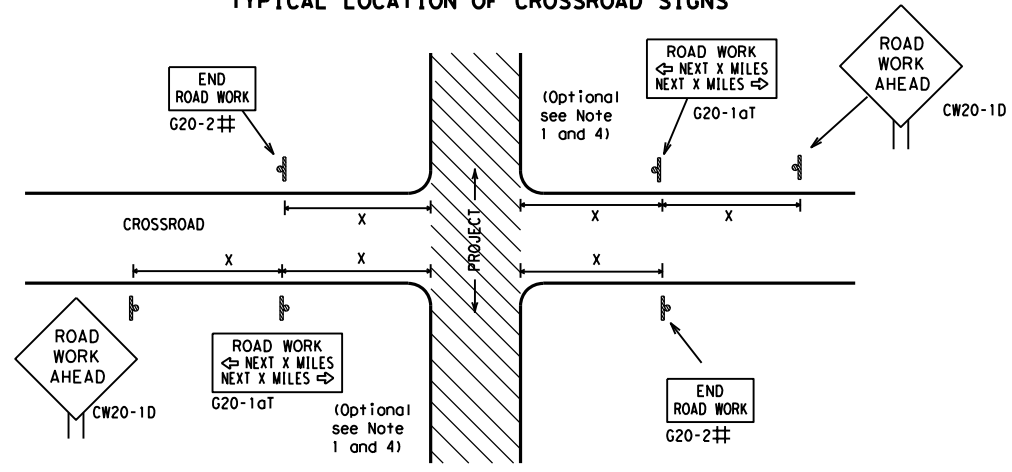 TYPICAL LOCATION OF CROSSROAD SIGNS
END
ROAD WORK
G20-2#
(Optional
see Note
1 and 4)
ROAD WORK
⇦ NEXT X MILES
NEXT X MILES ⇨
G20-1aT
ROAD
WORK
AHEAD
CW20-1D
X
X
X
CROSSROAD
PROJECT
X
X
X
ROAD
WORK
AHEAD
CW20-1D
ROAD WORK
⇦ NEXT X MILES
NEXT X MILES ⇨
G20-1aT
(Optional
see Note
1 and 4)
END
ROAD WORK
G20-2#